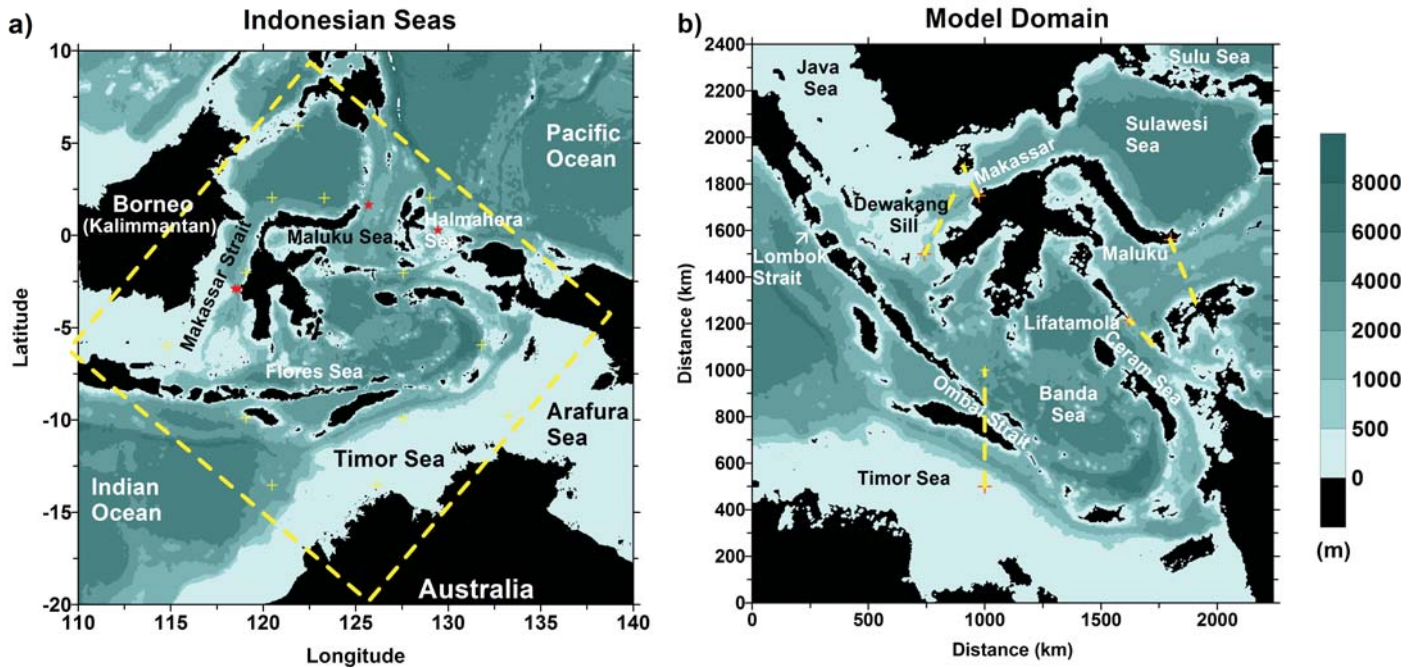 a)
Indonesian Seas
10
5
0
-5
-10
-15
-20
Latitude
110
115
120
125
130
135
140
Longitude
Pacific
Ocean
Borneo
(Kalimantan)
Halmahera
Sea
Maluku Sea
Makassar Strait
Flores Sea
Arafura
Sea
Timor Sea
Indian
Ocean
Australia
b)
Model Domain
2400
2200
2000
1800
1600
1400
1200
1000
800
600
400
200
0
Distance (km)
0
500
1000
1500
2000
Distance (km)
Java
Sea
Sulu Sea
Sulawesi
Sea
Makassar
Dewakang
Sill
Lombok
Strait
Maluku
Lifatamola
Ceram Sea
Banda
Sea
Ombai Strait
Timor Sea
8000
6000
4000
2000
1000
500
0
(m)